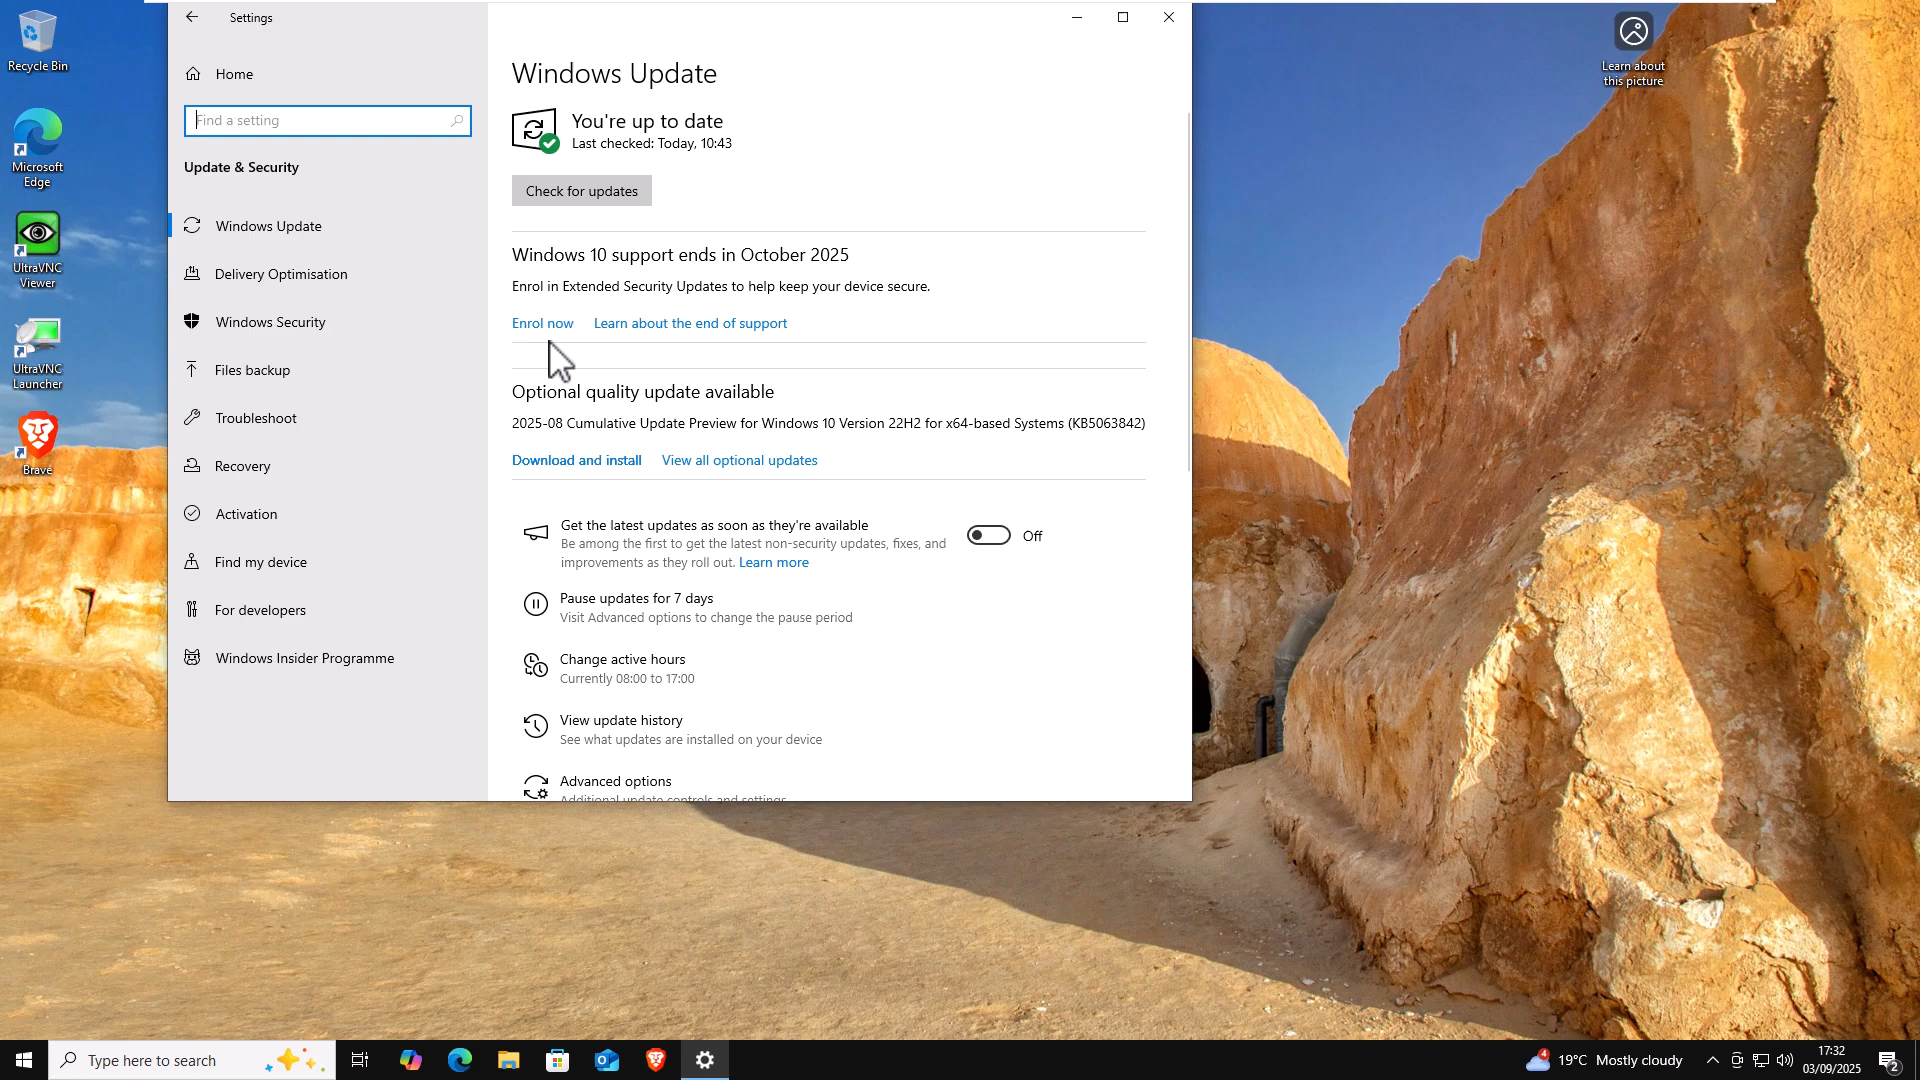 Settings
Home
Find a setting
Update & Security
Windows Update
Delivery Optimisation
Windows Security
Files backup
Troubleshoot
Recovery
Activation
Find my device
For developers
Windows Insider Programme
Windows Update
You're up to date
Last checked: Today, 10:43
Check for updates
Windows 10 support ends in October 2025
Enrol in Extended Security Updates to help keep your device secure.
Enrol now Learn about the end of support
Optional quality update available
2025-08 Cumulative Update Preview for Windows 10 Version 22H2 for x64-based Systems (KB5063842)
Download and install View all optional updates
Get the latest updates as soon as they're available
Off
Be among the first to get the latest non-security updates, fixes, and
improvements as they roll out. Learn more
Pause updates for 7 days
Visit Advanced options to change the pause period
Change active hours
Currently 08:00 to 17:00
View update history
See what updates are installed on your device
Advanced options
Additional update controls and settings
Recycle Bin
Microsoft
Edge
UltraVNC
Viewer
UltraVNC
Launcher
Brave
Learn about
this picture
Type here to search
4
19°C Mostly cloudy
17:32
03/09/2025
2